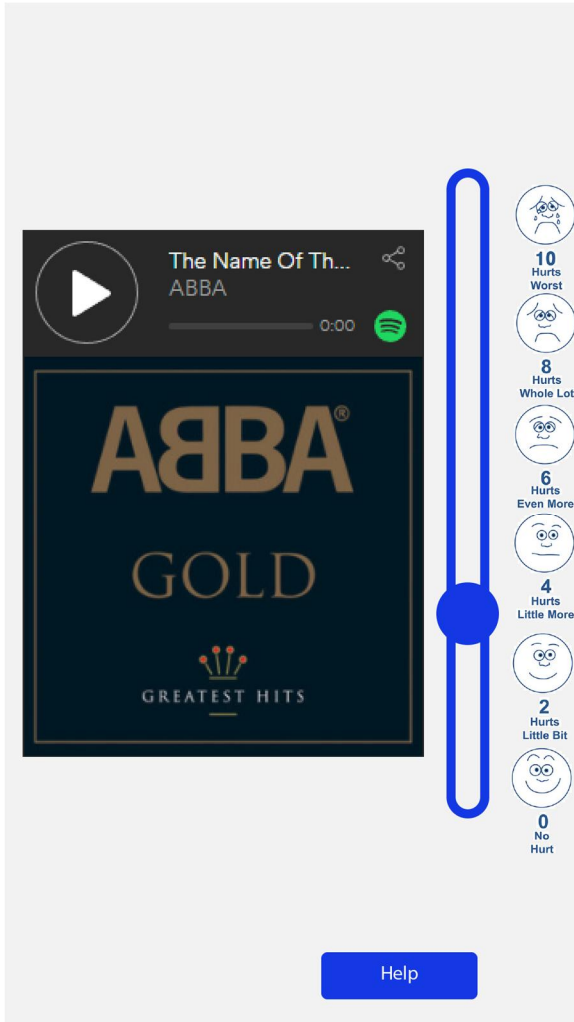 The Name Of Th...
ABBA
0:00
ABBA®
GOLD
GREATEST HITS
10
Hurts
Worst
8
Hurts
Whole Lot
6
Hurts
Even More
4
Hurts
Little More
2
Hurts
Little Bit
0
No
Hurt
Help